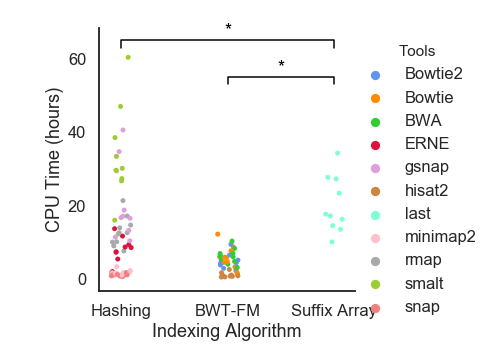 *
*
60
40
20
0
CPU Time (hours)
Hashing
BWT-FM
Suffix Array
Indexing Algorithm
Tools
Bowtie2
Bowtie
BWA
ERNE
gsnap
hisat2
last
minimap2
rmap
smalt
snap